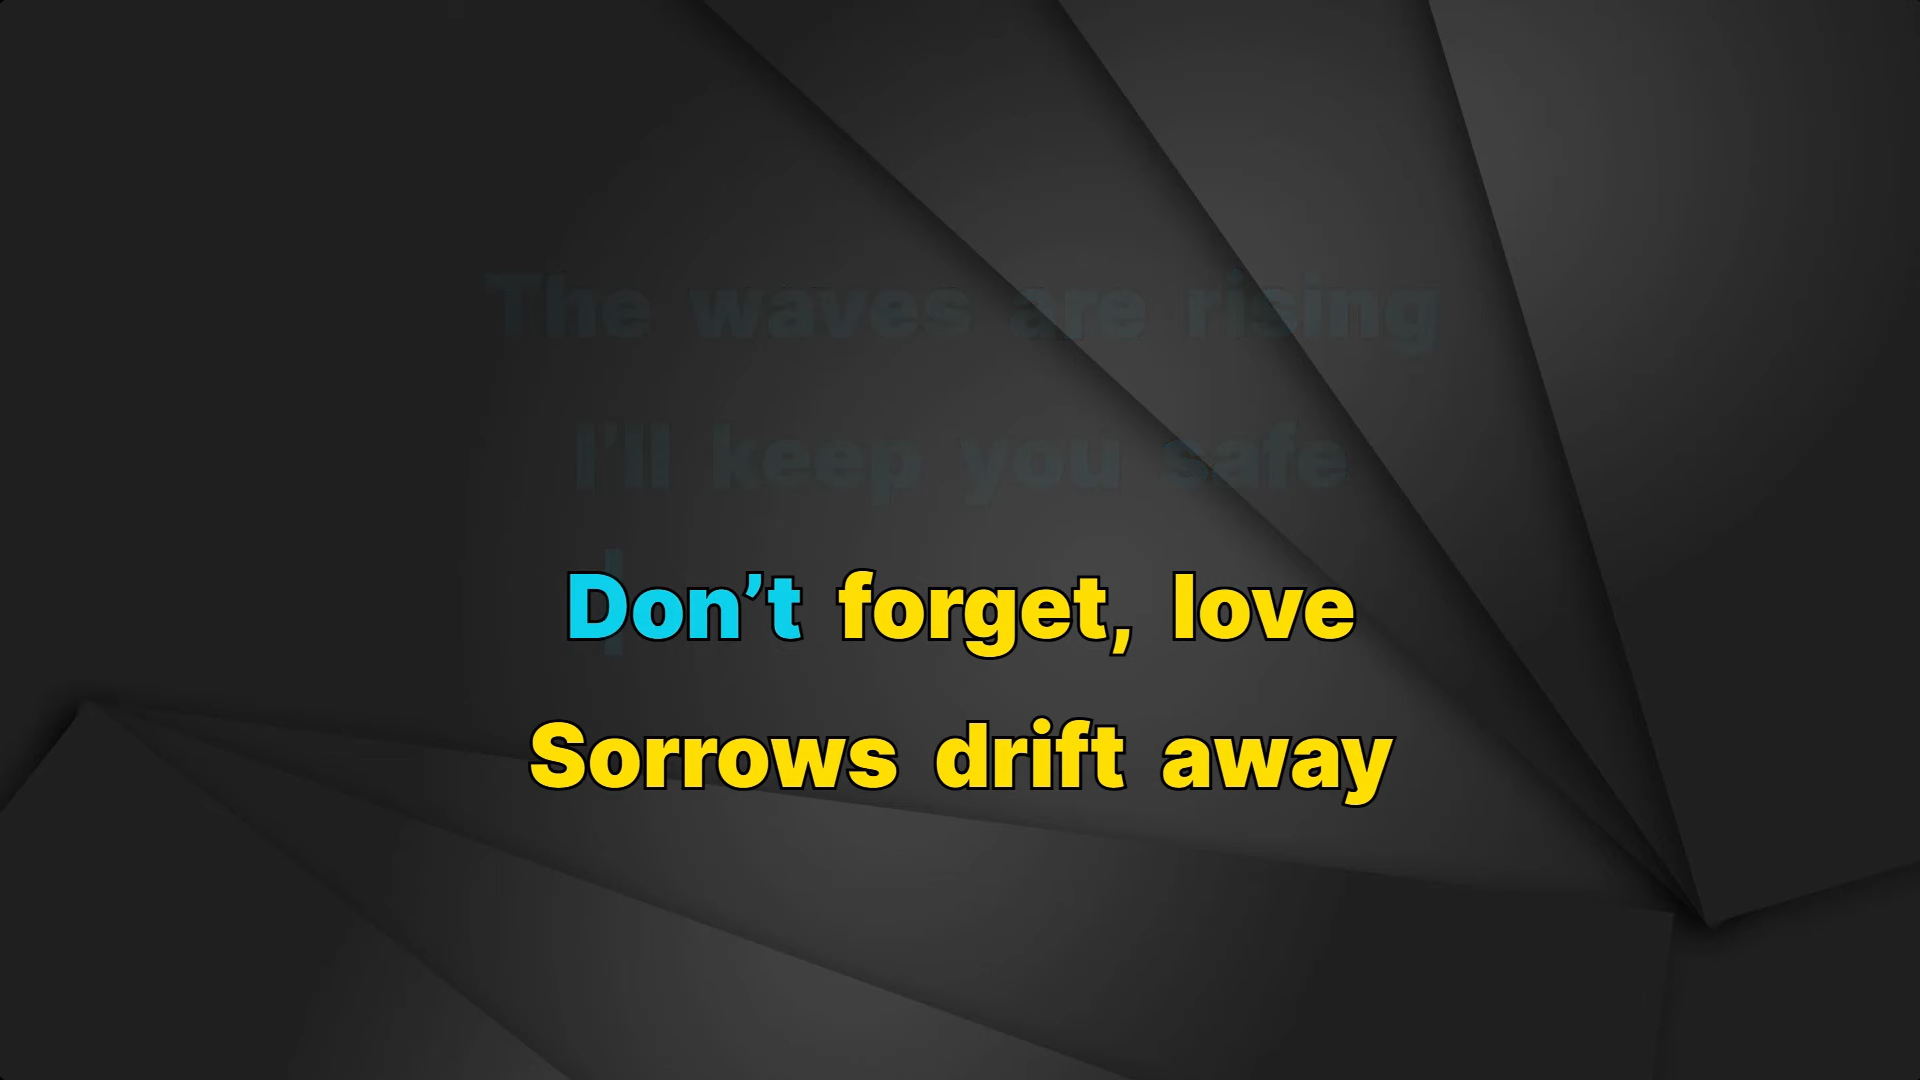 The waves are rising
I’ll keep you safe
Don’t forget, love
Sorrows drift away